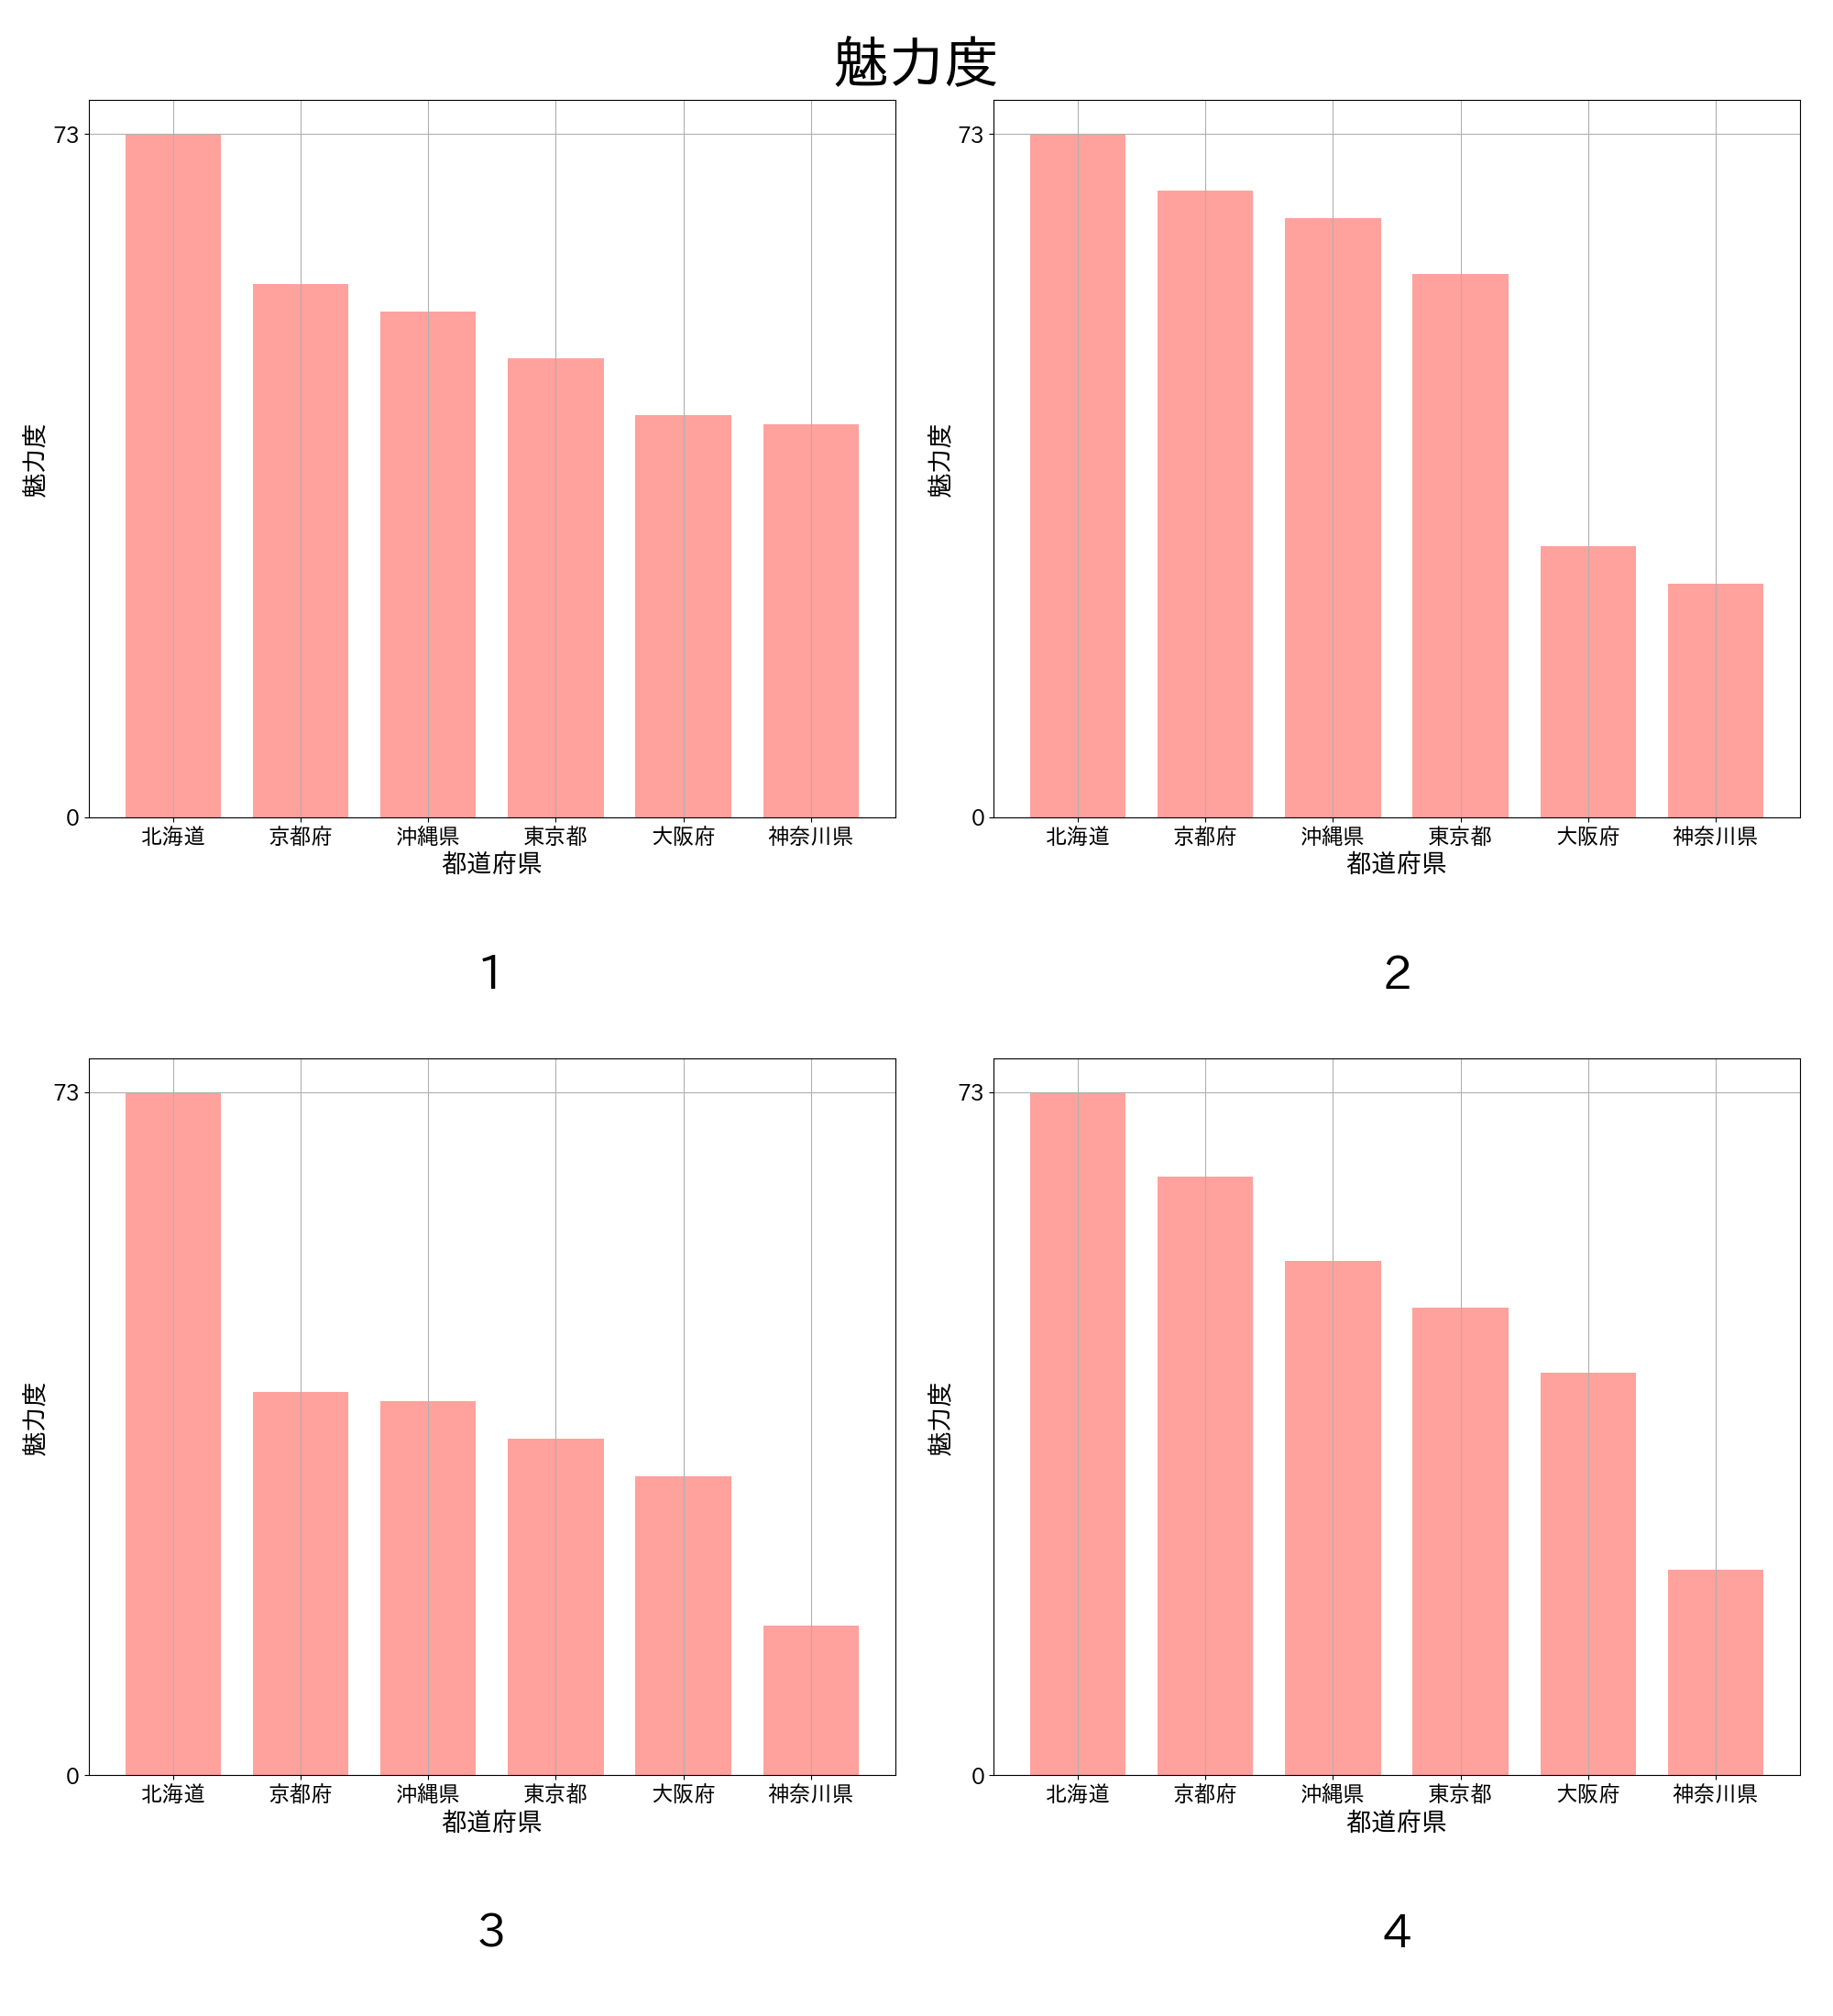 魅力度
73
0
魅力度
北海道 京都府 沖縄県 東京都 大阪府 神奈川県
都道府県
1
73
0
魅力度
北海道 京都府 沖縄県 東京都 大阪府 神奈川県
都道府県
2
73
0
魅力度
北海道 京都府 沖縄県 東京都 大阪府 神奈川県
都道府県
3
73
0
魅力度
北海道 京都府 沖縄県 東京都 大阪府 神奈川県
都道府県
4